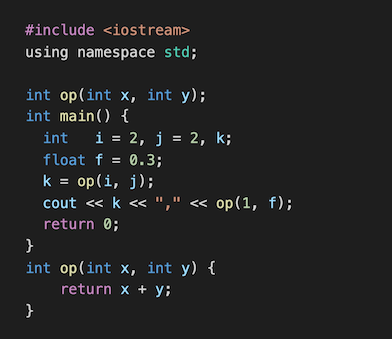 #include <iostream>
using namespace std;

int op(int x, int y);
int main() {
  int   i = 2, j = 2, k;
  float f = 0.3;
  k = op(i, j);
  cout << k << "," << op(1, f);
  return 0;
}
int op(int x, int y) {
    return x + y;
}